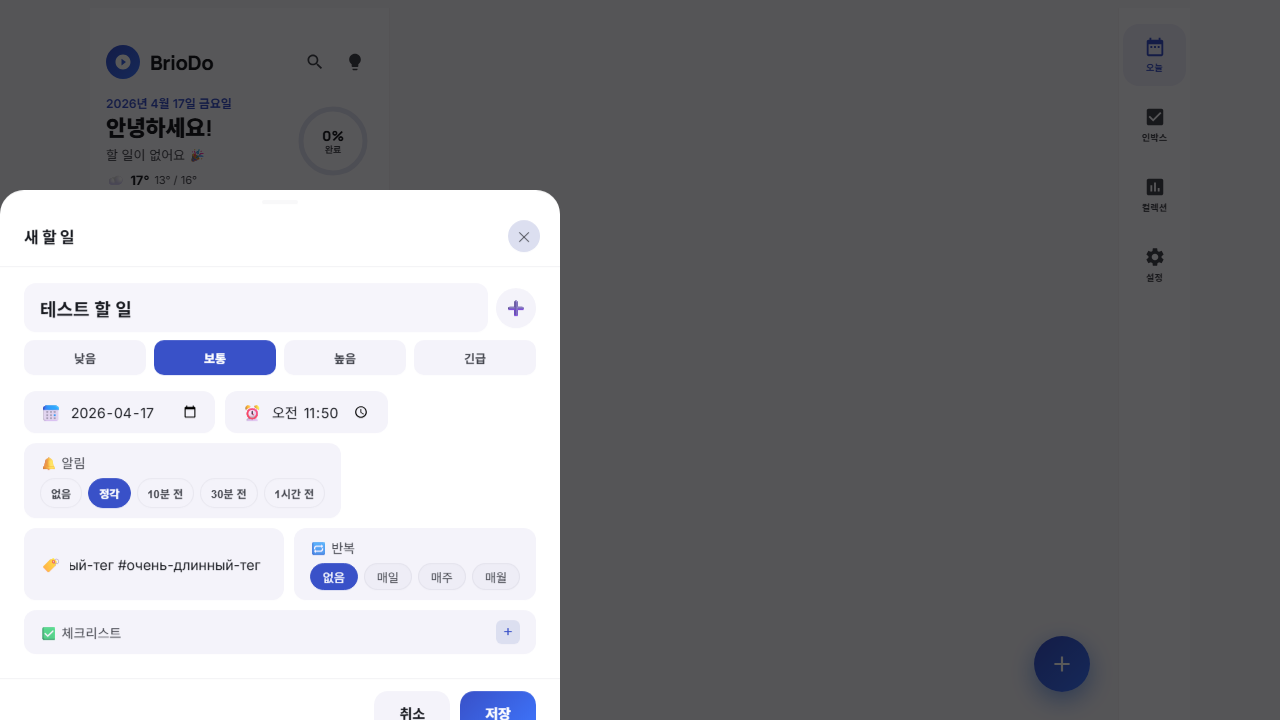 BrioDo
2026년 4월 17일 금요일
안녕하세요!
할 일이 없어요 🎉
17° 13° / 16°
0%
완료
오늘
인박스
컬렉션
설정
새 할 일
테스트 할 일
낮음 보통 높음 긴급
2026-04-17 오전 11:50
알림
없음 정각 10분 전 30분 전 1시간 전
ый-тег #очень-длинный-тег
반복
없음 매일 매주 매월
체크리스트
+
취소 저장